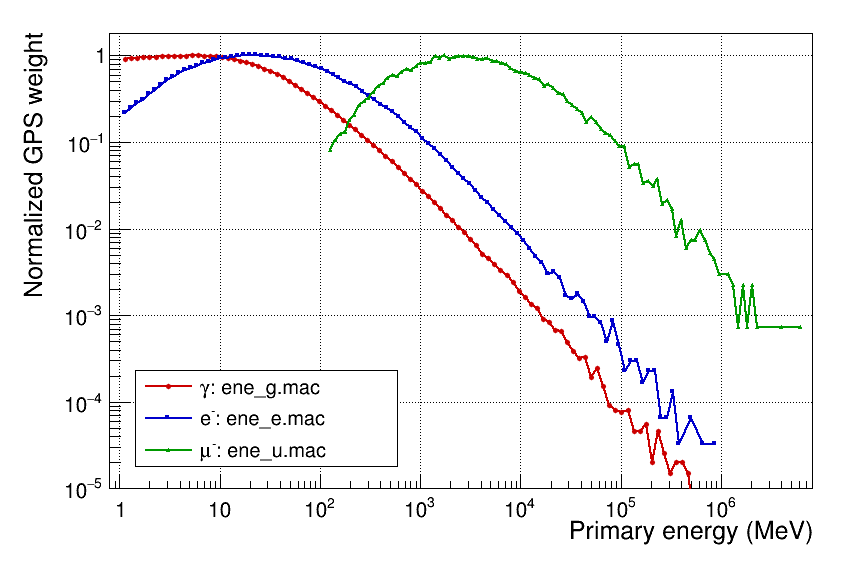 Normalized GPS weight
1
10⁻¹
10⁻²
10⁻³
10⁻⁴
10⁻⁵
γ: ene_g.mac
e⁻: ene_e.mac
μ⁻: ene_u.mac
1 10 10² 10³ 10⁴ 10⁵ 10⁶
Primary energy (MeV)